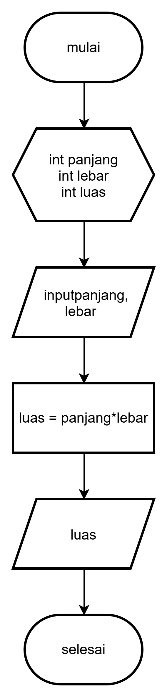 mulai
int panjang
int lebar
int luas
inputpanjang,
lebar
luas = panjang*lebar
luas
selesai